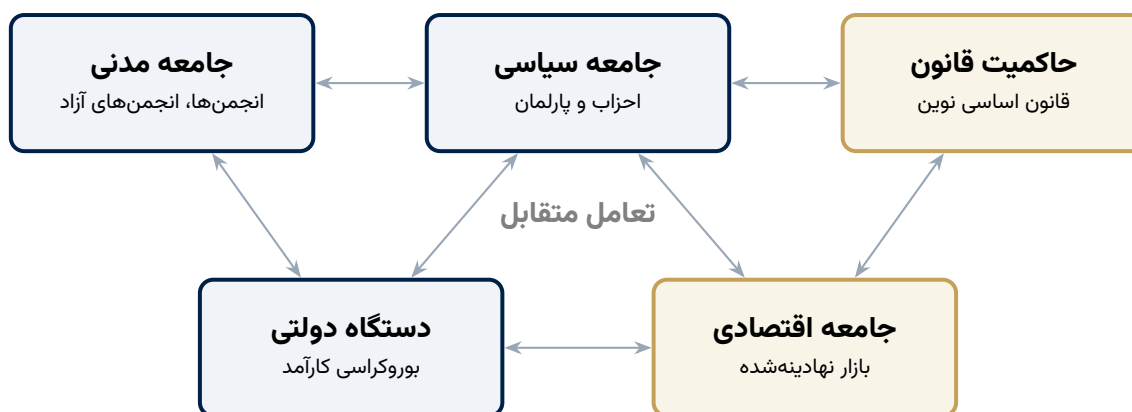 حاکمیت قانون
قانون اساسی نوین
جامعه سیاسی
احزاب و پارلمان
جامعه مدنی
انجمن‌ها، انجمن‌های آزاد
تعامل متقابل
جامعه اقتصادی
بازار نهادینه‌شده
دستگاه دولتی
بوروکراسی کارآمد